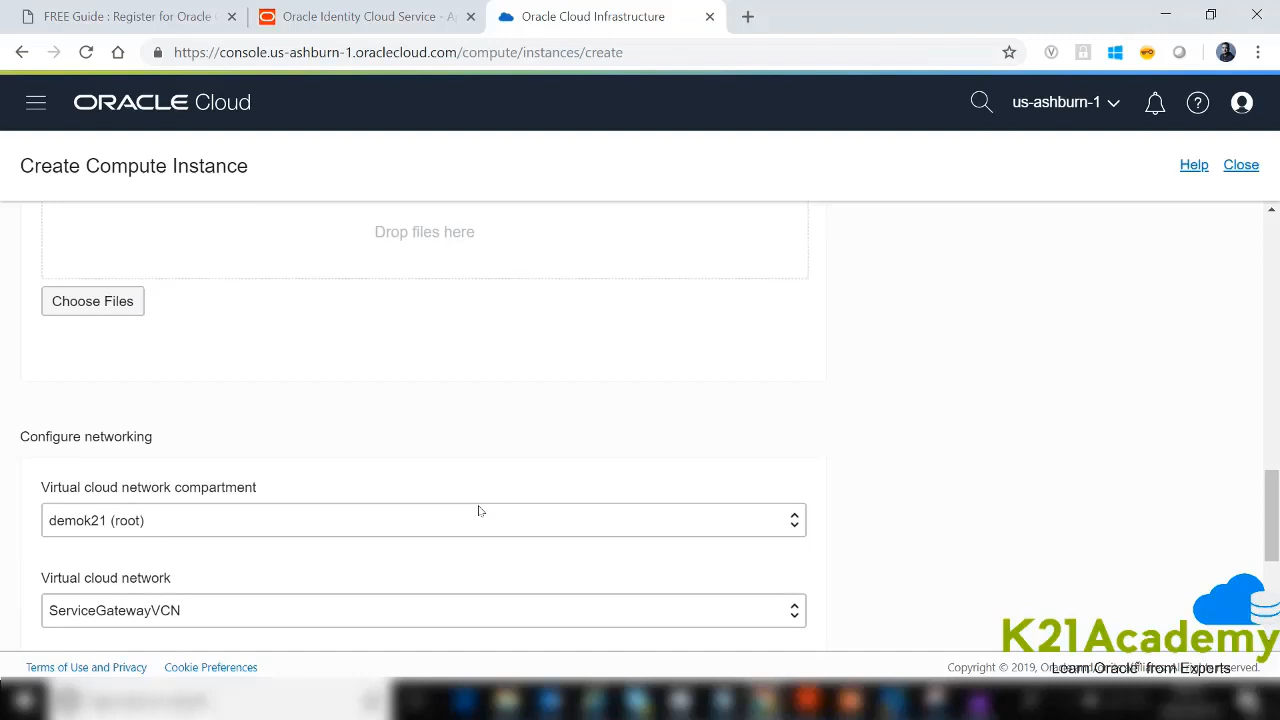 FREE Guide : Register for Oracle
Oracle Identity Cloud Service - A
Oracle Cloud Infrastructure
https://console.us-ashburn-1.oraclecloud.com/compute/instances/create
ORACLE Cloud
us-ashburn-1
Create Compute Instance
Help
Close
Drop files here
Choose Files
Configure networking
Virtual cloud network compartment
demok21 (root)
Virtual cloud network
ServiceGatewayVCN
K21Academy
Terms of Use and Privacy
Cookie Preferences
Copyright © 2019, reserved.
Learn Oracle from Experts